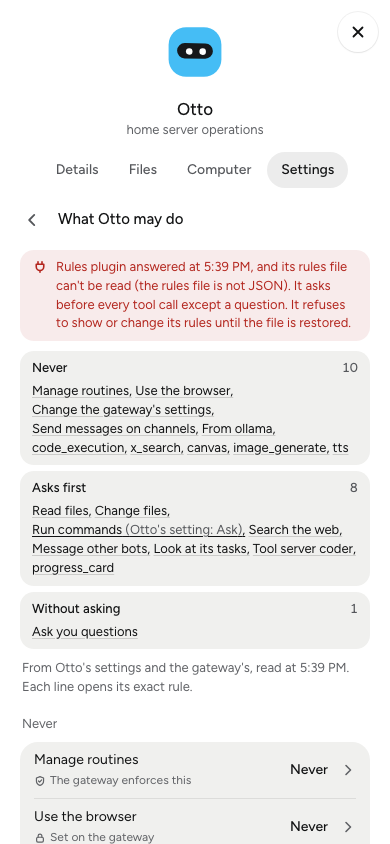 Otto
home server operations
Details
Files
Computer
Settings
What Otto may do
Rules plugin answered at 5:39 PM, and its rules file
can't be read (the rules file is not JSON). It asks
before every tool call except a question. It refuses
to show or change its rules until the file is restored.
Never 10
Manage routines, Use the browser,
Change the gateway's settings,
Send messages on channels, From ollama,
code_execution, x_search, canvas, image_generate, tts
Asks first 8
Read files, Change files,
Run commands (Otto's setting: Ask), Search the web,
Message other bots, Look at its tasks, Tool server coder,
progress_card
Without asking 1
Ask you questions
From Otto's settings and the gateway's, read at 5:39 PM.
Each line opens its exact rule.
Never
Manage routines
The gateway enforces this
Never
Use the browser
Set on the gateway
Never